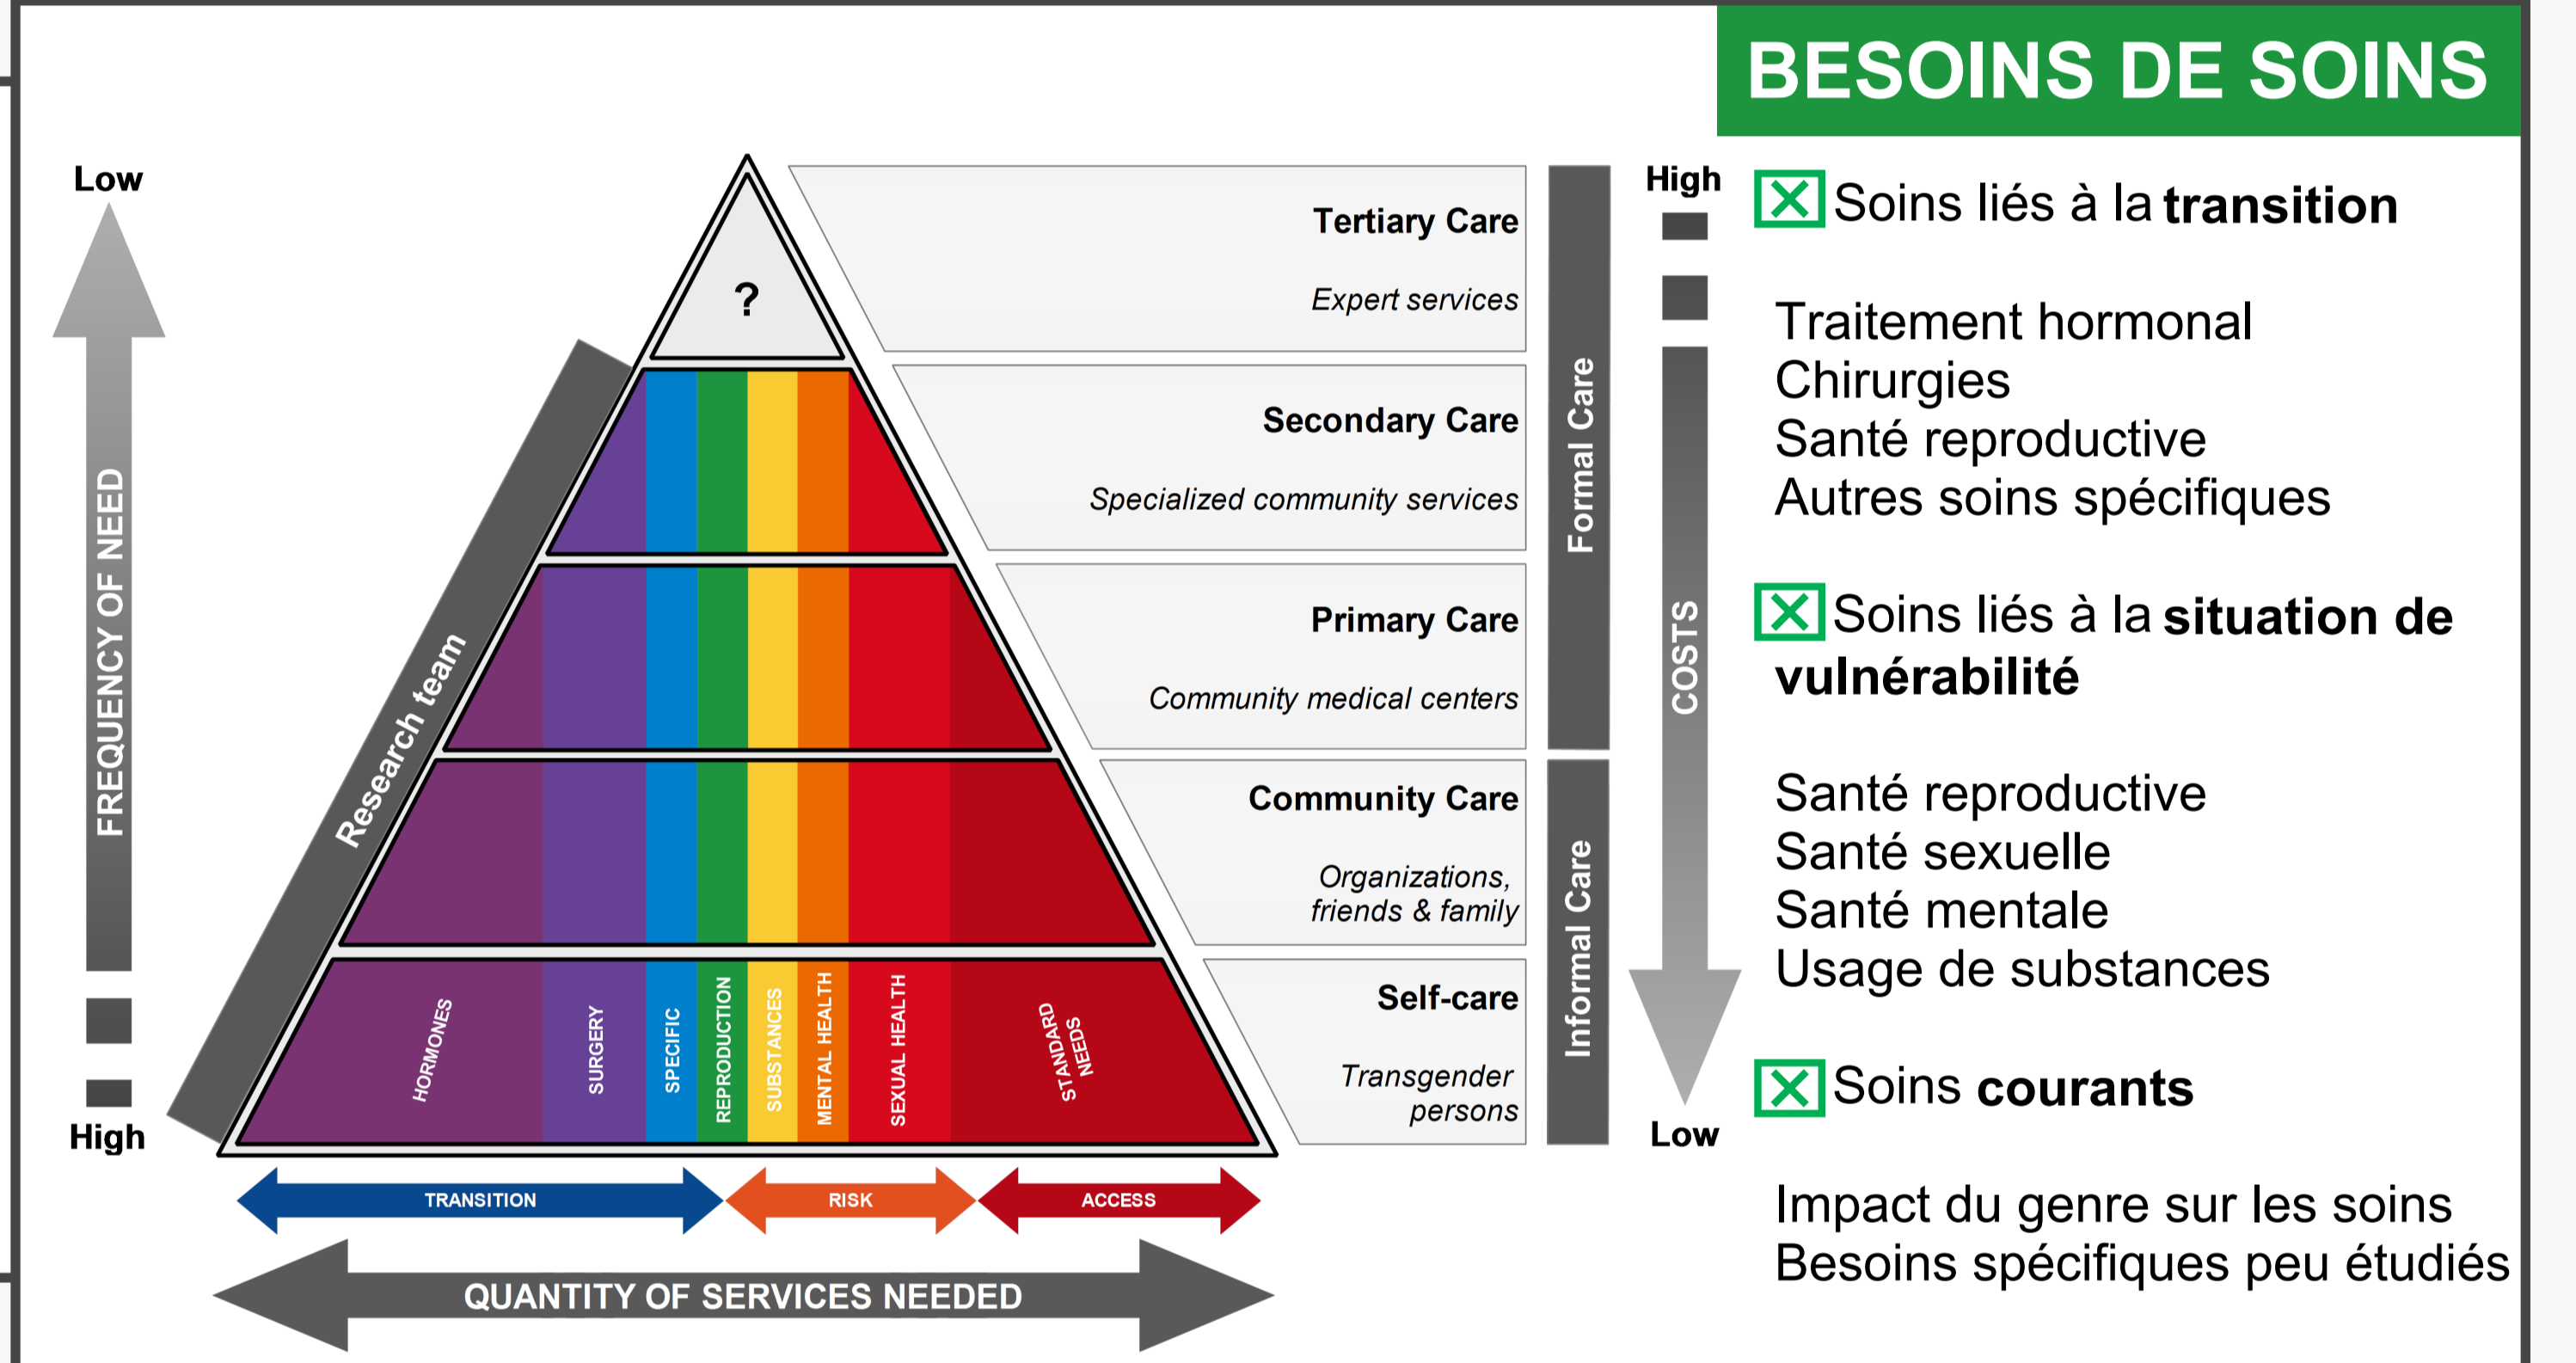 BESOINS DE SOINS
Low
FREQUENCY OF NEED
High
Research team
?
HORMONES
SURGERY
SPECIFIC
REPRODUCTION
SUBSTANCES
MENTAL HEALTH
SEXUAL HEALTH
STANDARD
NEEDS
TRANSITION
RISK
ACCESS
QUANTITY OF SERVICES NEEDED
Tertiary Care
Expert services
Secondary Care
Specialized community services
Primary Care
Community medical centers
Community Care
Organizations,
friends & family
Self-care
Transgender
persons
Formal Care
Informal Care
High
COSTS
Low
Soins liés à la transition
Traitement hormonal
Chirurgies
Santé reproductive
Autres soins spécifiques
Soins liés à la situation de
vulnérabilité
Santé reproductive
Santé sexuelle
Santé mentale
Usage de substances
Soins courants
Impact du genre sur les soins
Besoins spécifiques peu étudiés